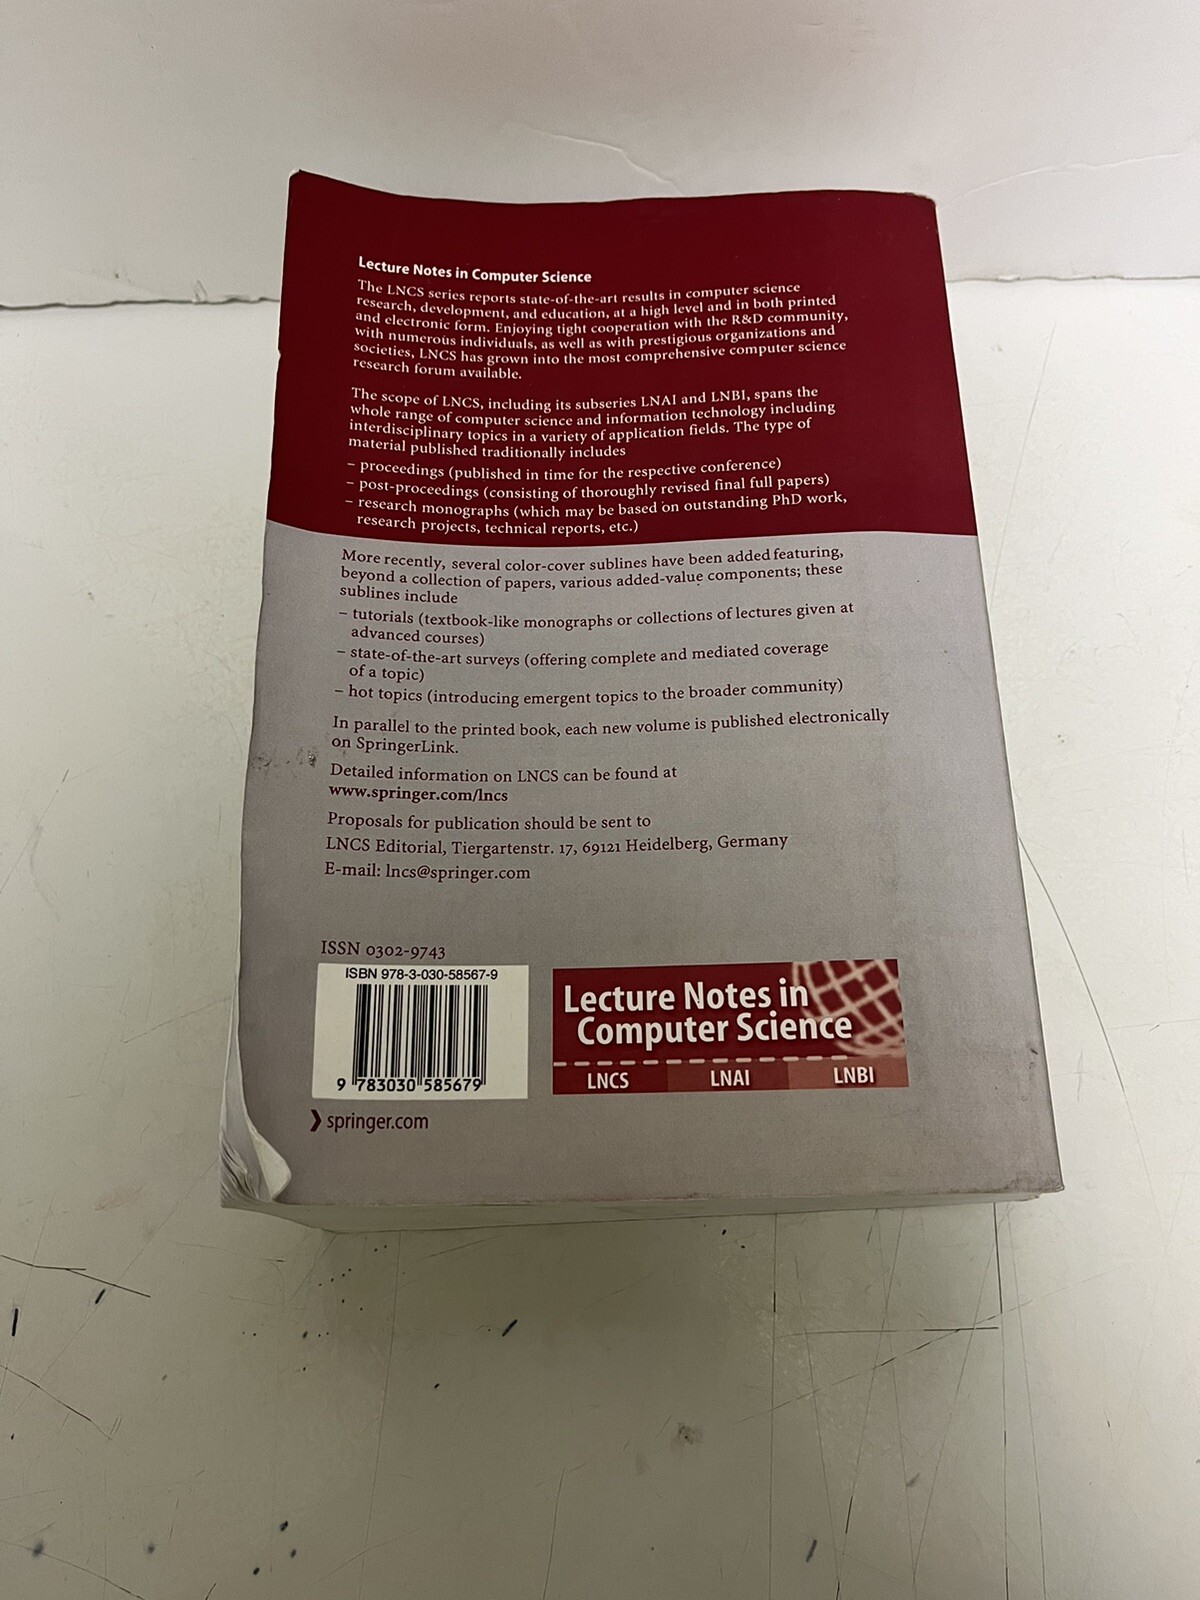 Lecture Notes in Computer Science
The LNCS series reports state-of-the-art results in computer science
research, development, and education, at a high level and in both printed
and electronic form. Enjoying tight cooperation with the R&D community,
with numerous individuals, as well as with prestigious organizations and
societies, LNCS has grown into the most comprehensive computer science
research forum available.
The scope of LNCS, including its subseries LNAI and LNBI, spans the
whole range of computer science and information technology including
interdisciplinary topics in a variety of application fields. The type of
material published traditionally includes
– proceedings (published in time for the respective conference)
– post-proceedings (consisting of thoroughly revised final full papers)
– research monographs (which may be based on outstanding PhD work,
research projects, technical reports, etc.)
More recently, several color-cover sublines have been added featuring,
beyond a collection of papers, various added-value components; these
sublines include
– tutorials (textbook-like monographs or collections of lectures given at
advanced courses)
– state-of-the-art surveys (offering complete and mediated coverage
of a topic)
– hot topics (introducing emergent topics to the broader community)
In parallel to the printed book, each new volume is published electronically
on SpringerLink.
Detailed information on LNCS can be found at
www.springer.com/lncs
Proposals for publication should be sent to
LNCS Editorial, Tiergartenstr. 17, 69121 Heidelberg, Germany
E-mail: lncs@springer.com
ISSN 0302-9743
ISBN 978-3-030-58567-9
9 783030 585679
Lecture Notes in
Computer Science
LNCS LNAI LNBI
springer.com